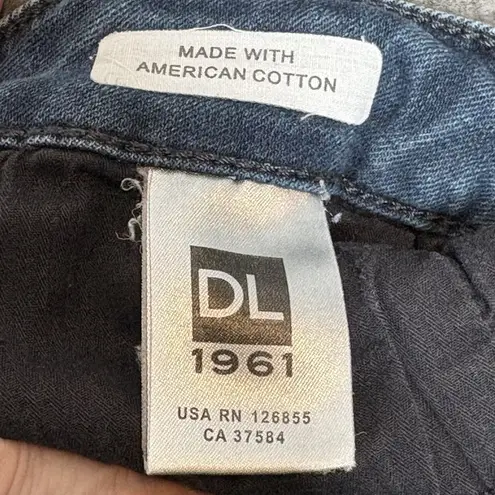 MADE WITH
AMERICAN COTTON
DL
1961
USA RN 126855
CA 37584